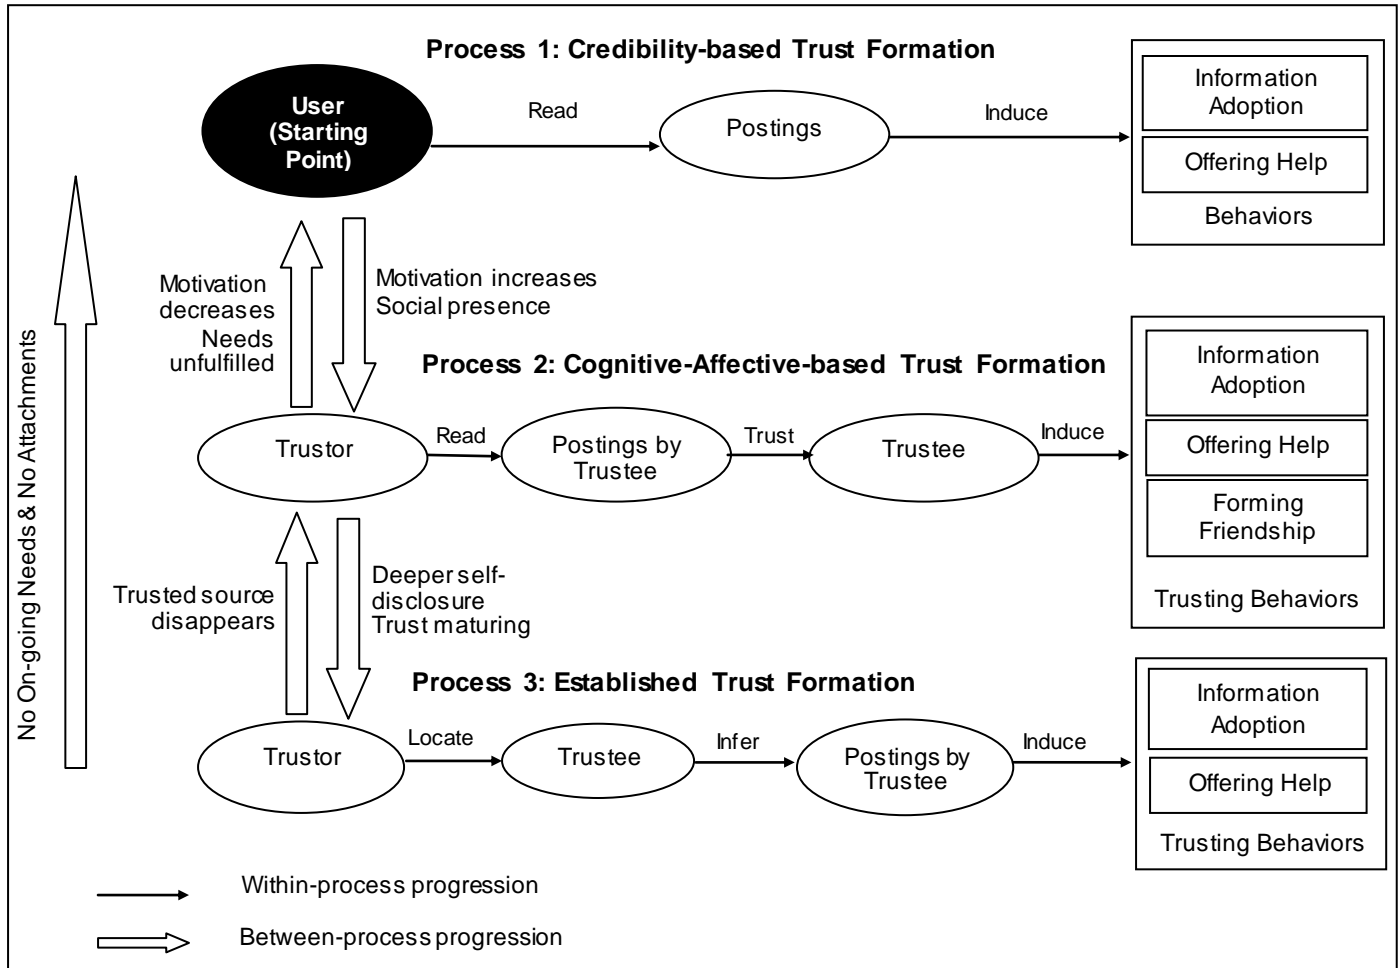 Process 1: Credibility-based Trust Formation
User
(Starting
Point)
Read
Postings
Induce
Information
Adoption
Offering Help
Behaviors
Motivation
decreases
Needs
unfulfilled
Motivation increases
Social presence
No On-going Needs & No Attachments
Process 2: Cognitive-Affective-based Trust Formation
Trustor
Read
Postings by
Trustee
Trust
Trustee
Induce
Information
Adoption
Offering Help
Forming
Friendship
Trusting Behaviors
Trusted source
disappears
Deeper self-
disclosure
Trust maturing
Process 3: Established Trust Formation
Trustor
Locate
Trustee
Infer
Postings by
Trustee
Induce
Information
Adoption
Offering Help
Trusting Behaviors
Within-process progression
Between-process progression